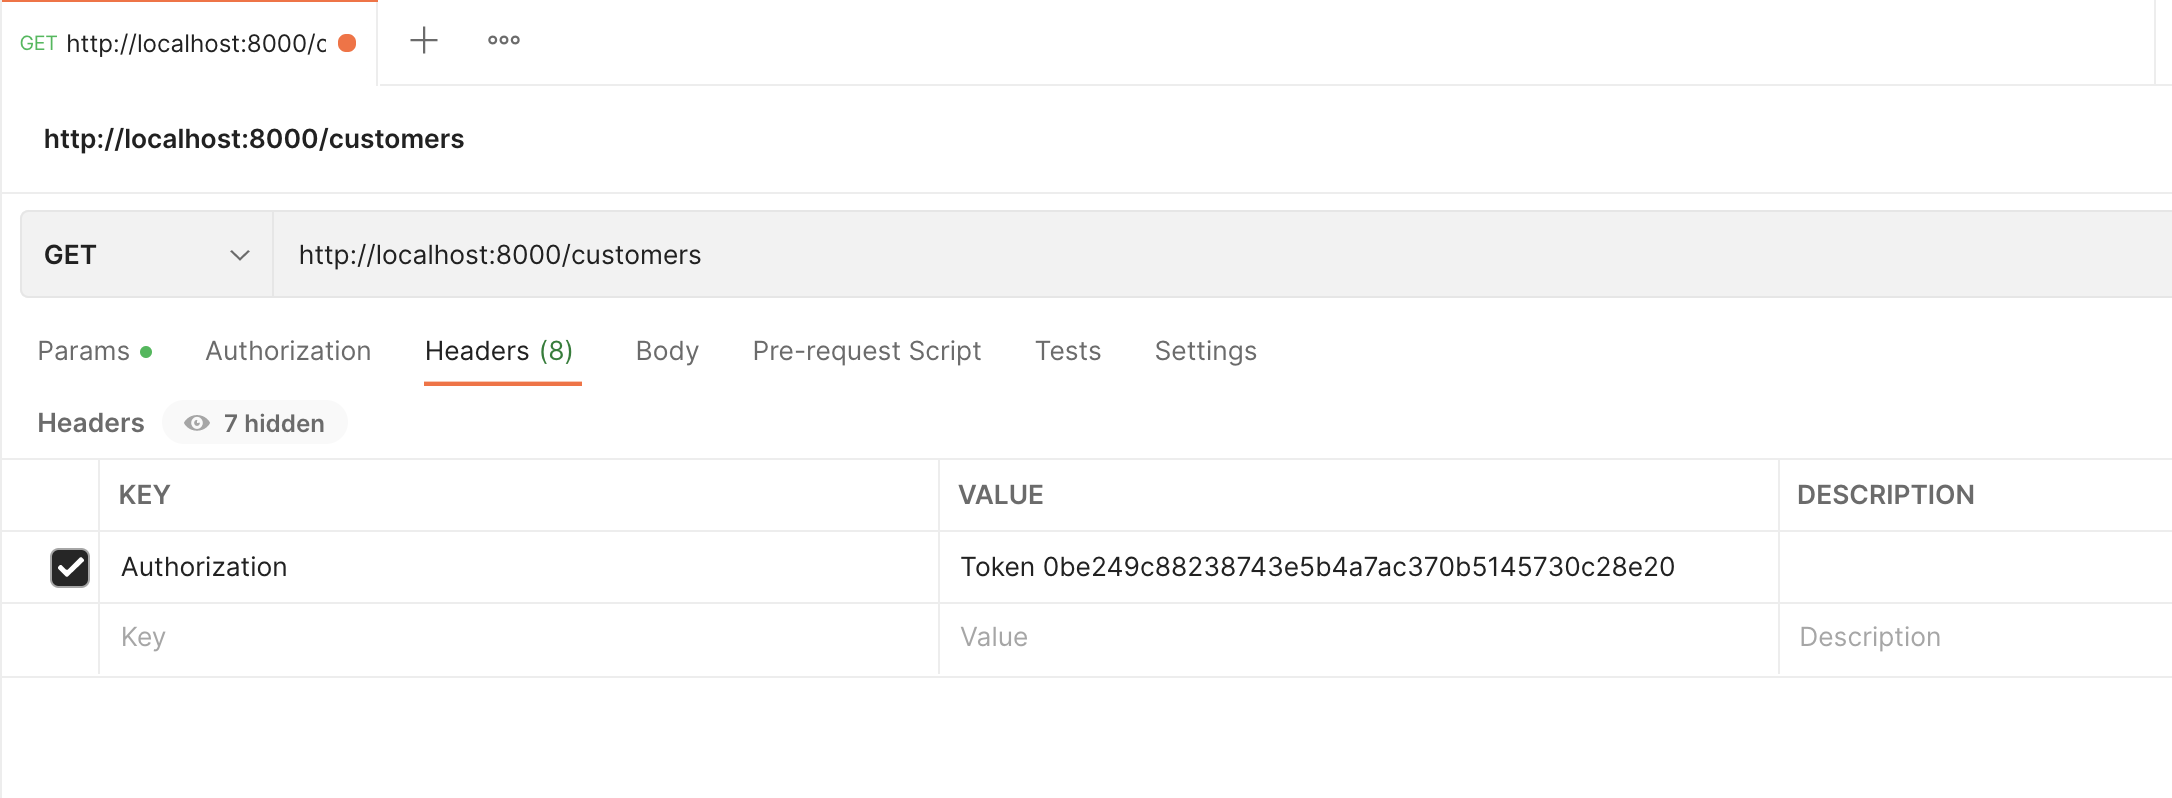 GET http://localhost:8000/c
http://localhost:8000/customers
GET http://localhost:8000/customers
Params Authorization Headers (8) Body Pre-request Script Tests Settings
Headers 7 hidden
KEY VALUE DESCRIPTION
Authorization Token 0be249c88238743e5b4a7ac370b5145730c28e20
Key Value Description